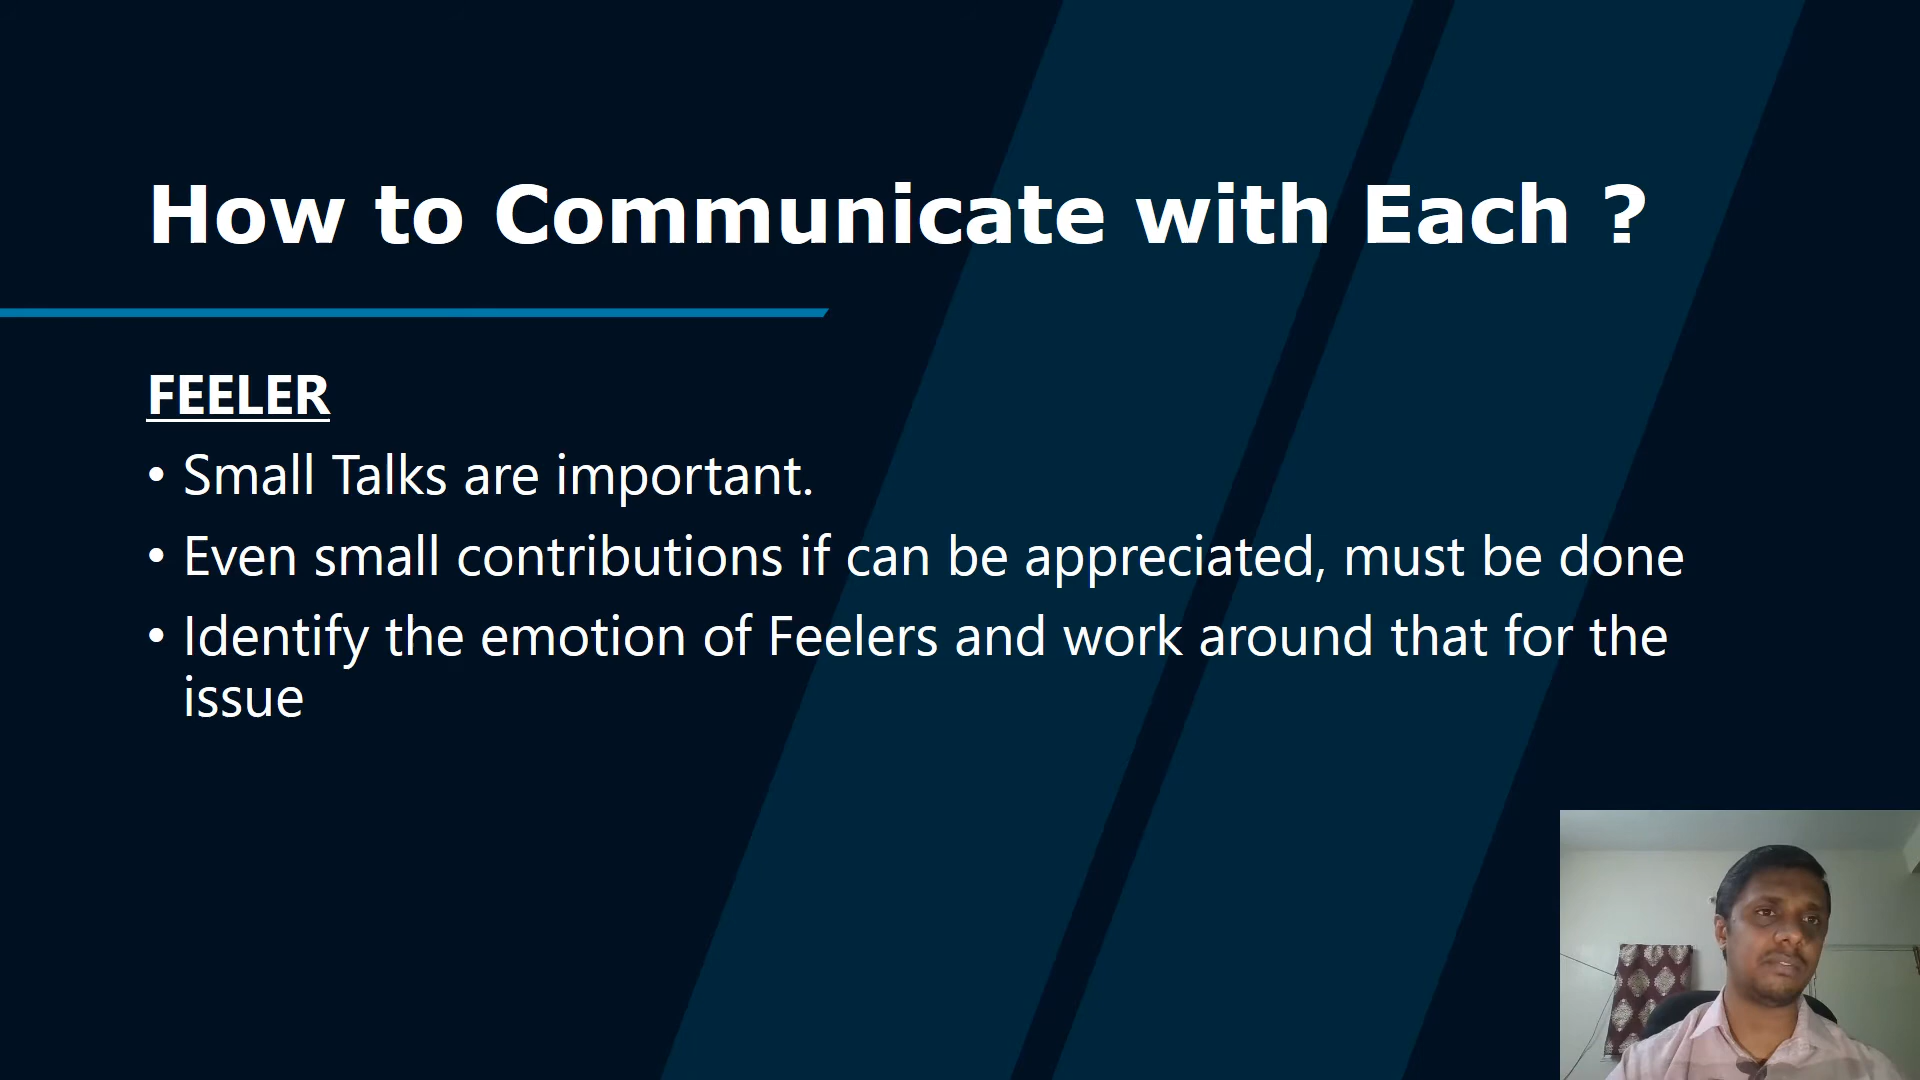 How to Communicate with Each ?
FEELER
• Small Talks are important.
• Even small contributions if can be appreciated, must be done
• Identify the emotion of Feelers and work around that for the
issue